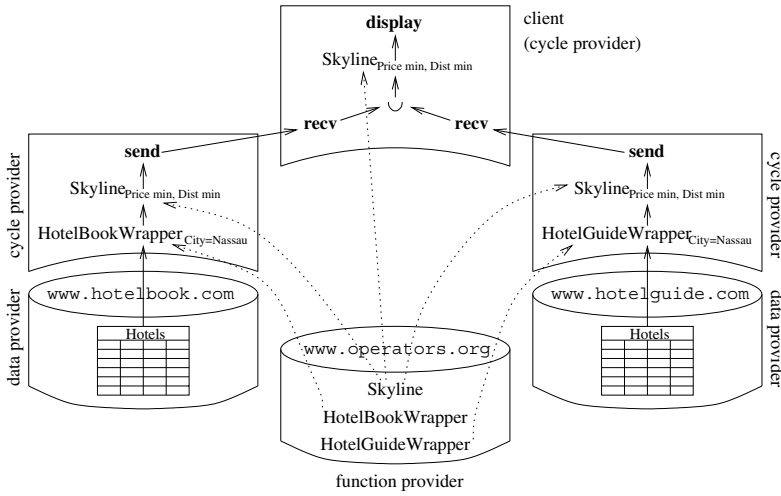 display
client
(cycle provider)
Skyline Price min, Dist min
∪
recv
recv
send
send
cycle provider
cycle provider
Skyline Price min, Dist min
Skyline Price min, Dist min
HotelBookWrapper City=Nassau
HotelGuideWrapper City=Nassau
www.hotelbook.com
www.hotelguide.com
data provider
data provider
Hotels
Hotels
www.operators.org
Skyline
HotelBookWrapper
HotelGuideWrapper
function provider